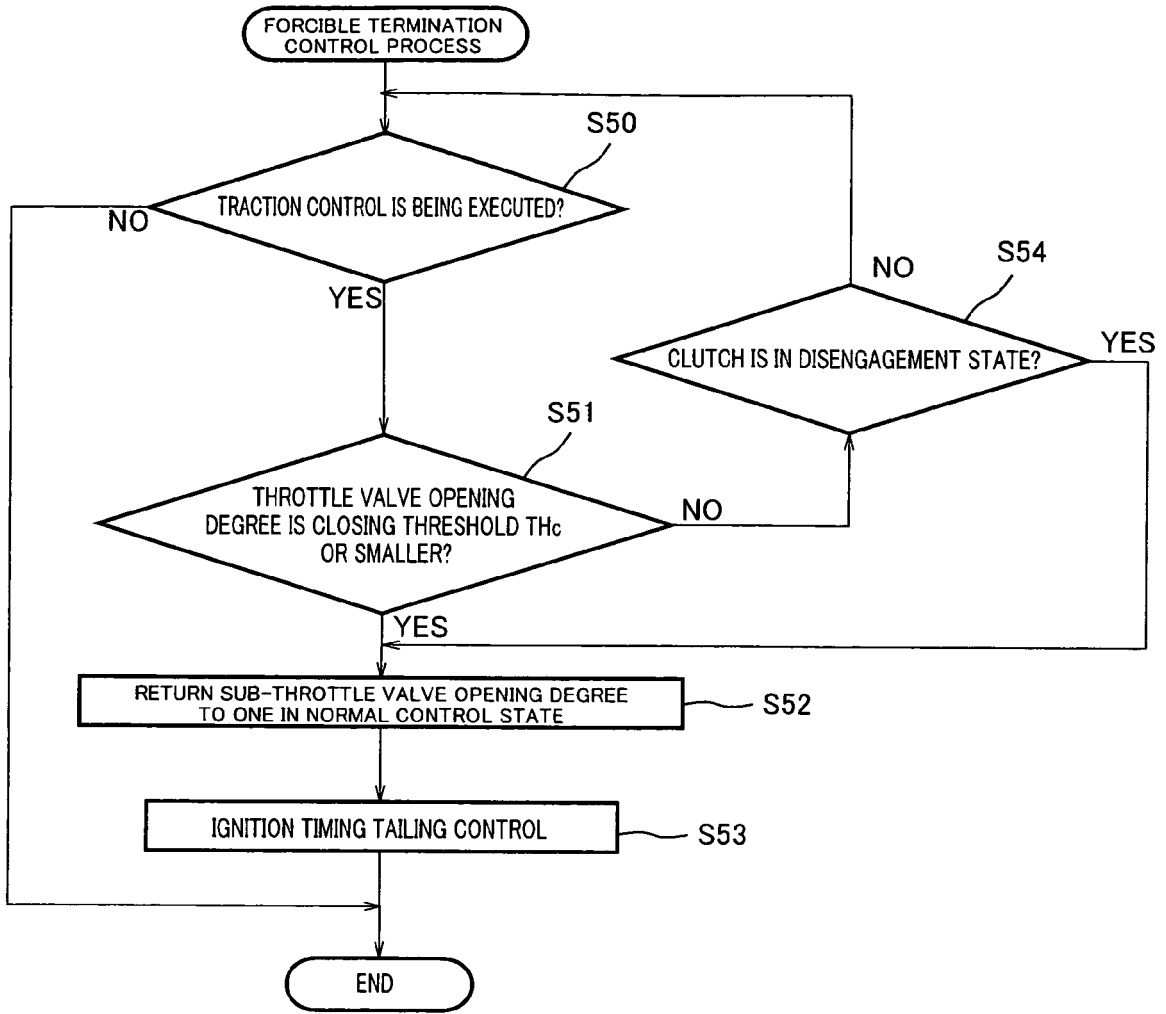 FORCIBLE TERMINATION
CONTROL PROCESS
S50
TRACTION CONTROL IS BEING EXECUTED?
NO
YES
S54
NO
CLUTCH IS IN DISENGAGEMENT STATE?
YES
S51
THROTTLE VALVE OPENING
DEGREE IS CLOSING THRESHOLD THc
OR SMALLER?
NO
YES
RETURN SUB-THROTTLE VALVE OPENING DEGREE
TO ONE IN NORMAL CONTROL STATE
S52
IGNITION TIMING TAILING CONTROL
S53
END